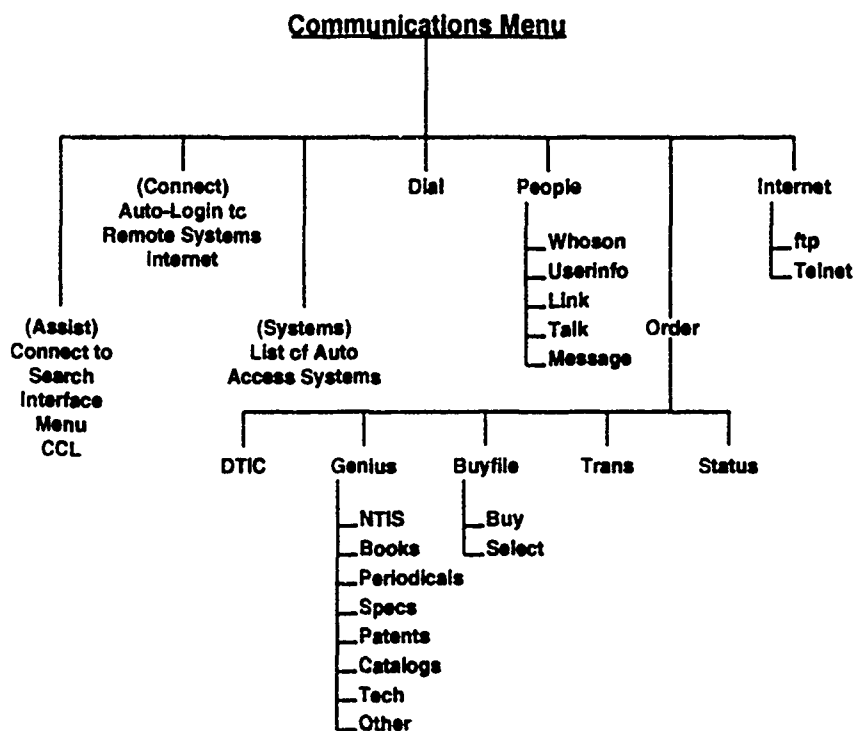 Communications Menu
(Connect)
Auto-Login tc
Remote Systems
Internet
Dial
People
Whoson
Userinfo
Link
Talk
Message
Internet
ftp
Telnet
(Assist)
Connect to
Search
Interface
Menu
CCL
(Systems)
List cf Auto
Access Systems
Order
DTIC
Genius
NTIS
Books
Periodicals
Specs
Patents
Catalogs
Tech
Other
Buyfile
Buy
Select
Trans
Status